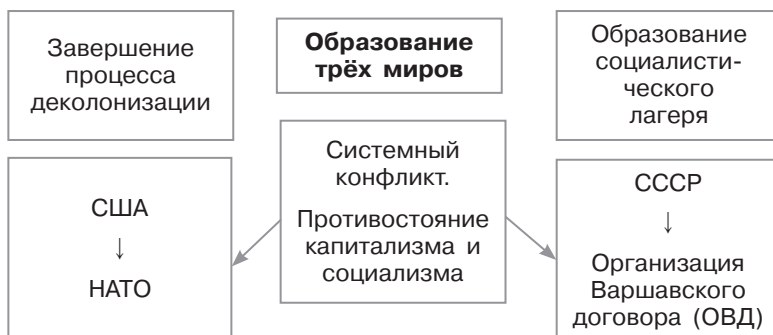 Завершение
процесса
деколонизации
Образование
трёх миров
Образование
социалисти-
ческого
лагеря
США
↓
НАТО
Системный
конфликт.
Противостояние
капитализма и
социализма
СССР
↓
Организация
Варшавского
договора (ОВД)